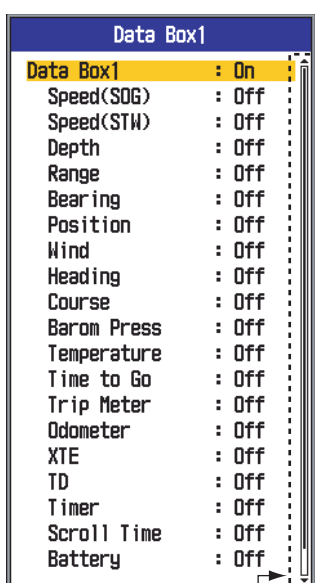 Data Box1
Data Box1 : On
Speed(SOG) : Off
Speed(STW) : Off
Depth : Off
Range : Off
Bearing : Off
Position : Off
Wind : Off
Heading : Off
Course : Off
Barom Press : Off
Temperature : Off
Time to Go : Off
Trip Meter : Off
Odometer : Off
XTE : Off
TD : Off
Timer : Off
Scroll Time : Off
Battery : Off